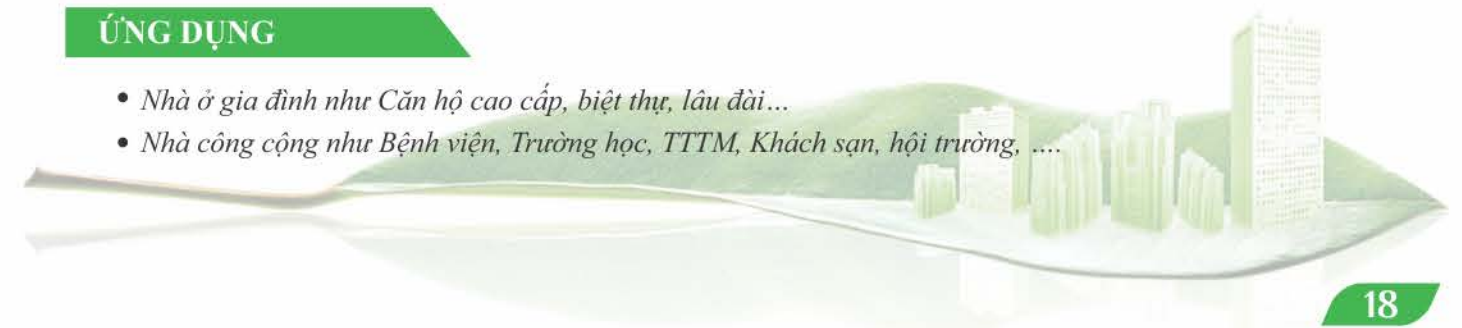 ỨNG DỤNG
• Nhà ở gia đình như Căn hộ cao cấp, biệt thự, lâu đài...
• Nhà công cộng như Bệnh viện, Trường học, TTTM, Khách sạn, hội trường, ....
18